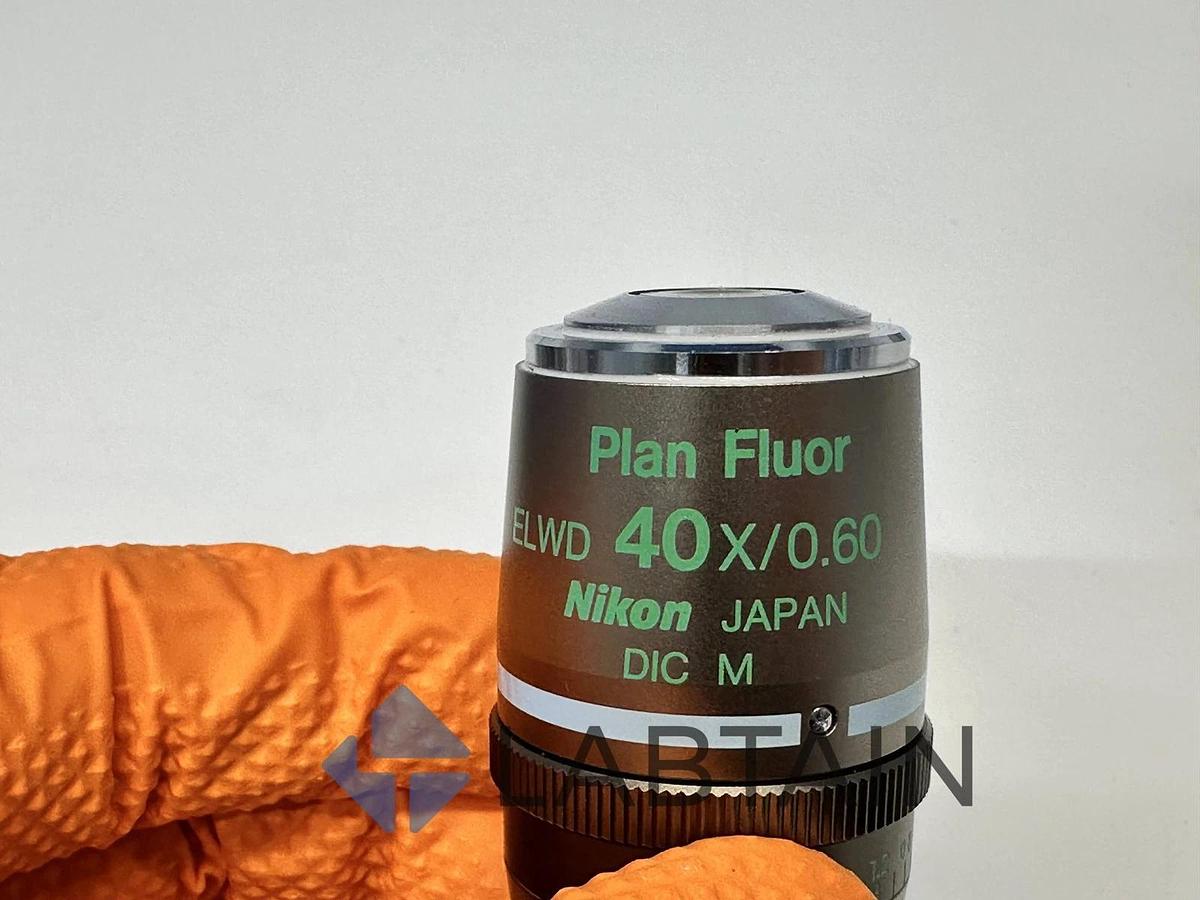 Plan Fluor
ELWD 40X/0.60
Nikon JAPAN
DIC M
LABTAIN